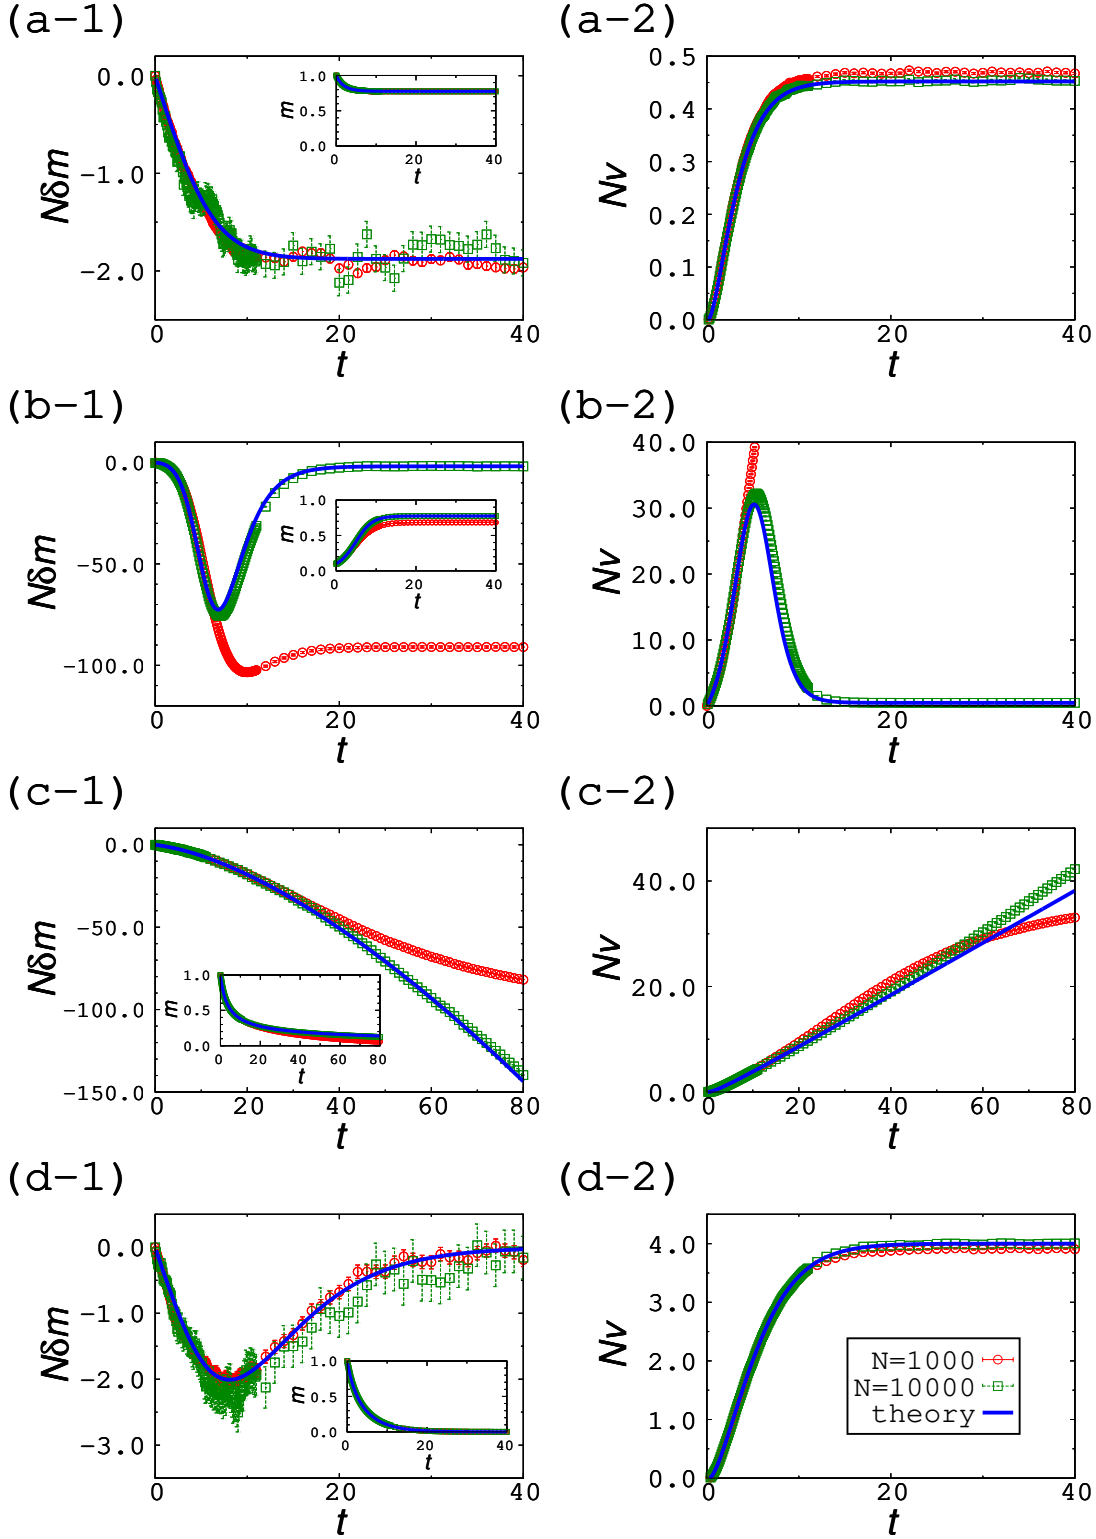 (a-1)
(a-2)
0.0
-1.0
-2.0
Nδm
0 20 40
t
1.0
0.5
0.0
m
0 20 40
t
0.5
0.4
0.3
0.2
0.1
0.0
Nv
0 20 40
t
(b-1)
(b-2)
0.0
-50.0
-100.0
Nδm
0 20 40
t
1.0
0.5
0.0
m
0 20 40
t
40.0
30.0
20.0
10.0
0.0
Nv
0 20 40
t
(c-1)
(c-2)
0.0
-50.0
-100.0
-150.0
Nδm
0 20 40 60 80
t
1.0
0.5
0.0
m
0 20 40 60 80
t
40.0
20.0
0.0
Nv
0 20 40 60 80
t
(d-1)
(d-2)
0.0
-1.0
-2.0
-3.0
Nδm
0 20 40
t
1.0
0.5
0.0
m
0 20 40
t
4.0
3.0
2.0
1.0
0.0
Nv
0 20 40
t
N=1000
N=10000
theory